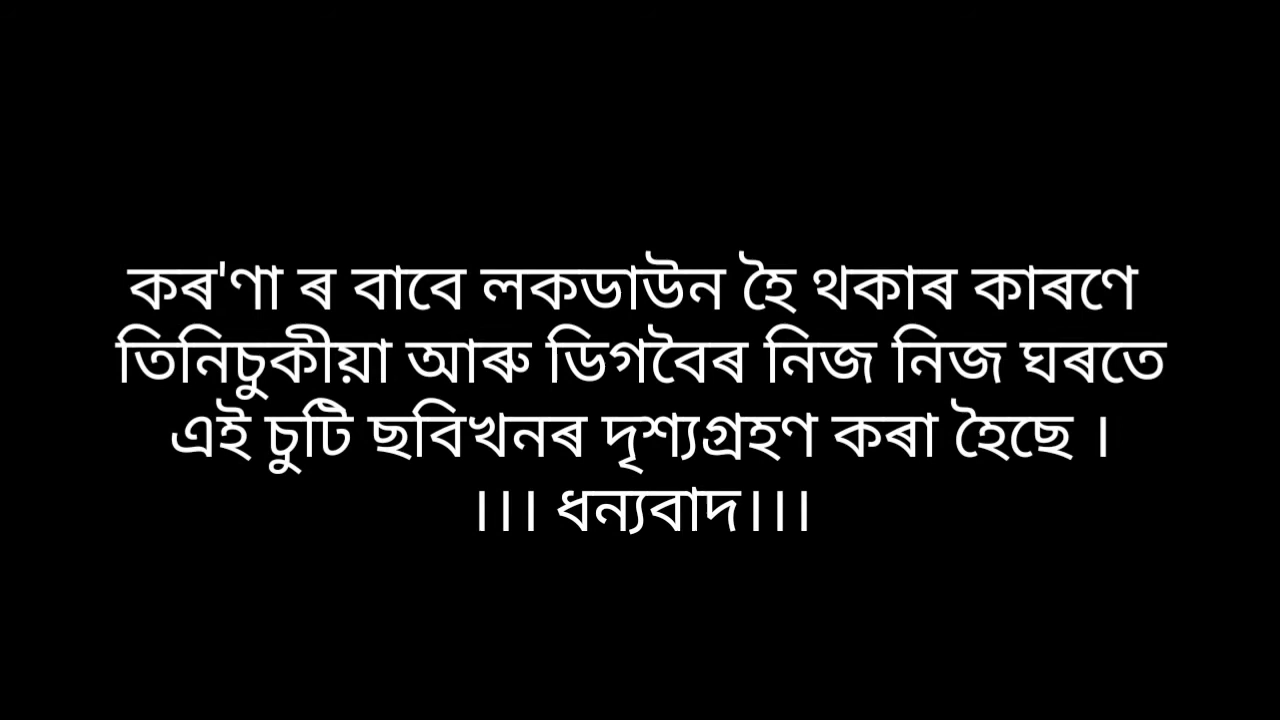 কৰ'ণা ৰ বাবে লকডাউন হৈ থকাৰ কাৰণে
তিনিচুকীয়া আৰু ডিগবৈৰ নিজ নিজ ঘৰতে
এই চুটি ছবিখনৰ দৃশ্যগ্ৰহণ কৰা হৈছে ।
।।। ধন্যবাদ।।।